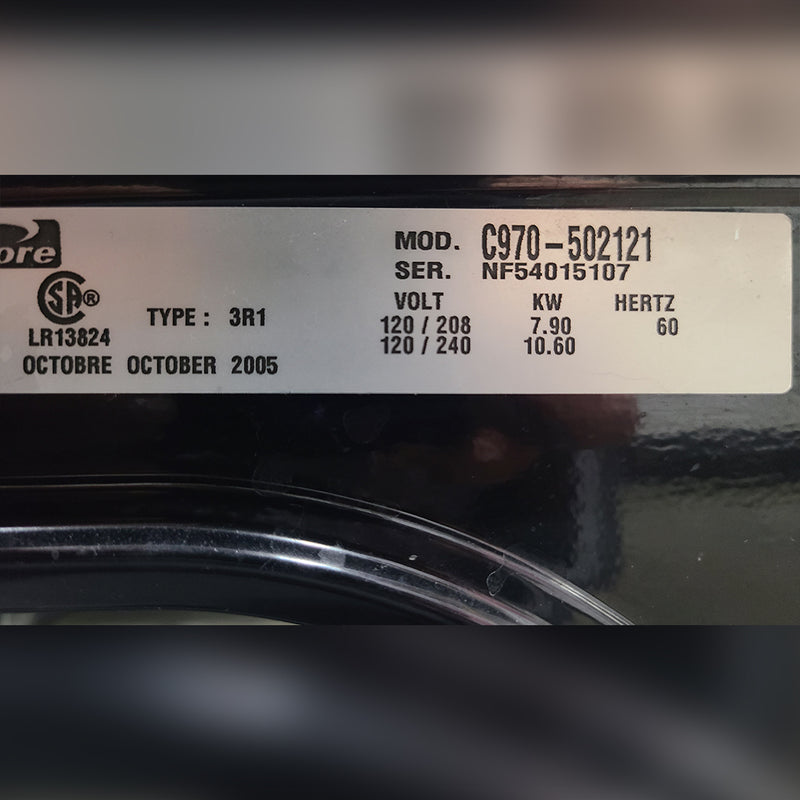 ore
MOD. C970-502121
SER. NF54015107
SA®
LR13824
TYPE : 3R1
OCTOBRE OCTOBER 2005
VOLT KW HERTZ
120 / 208 7.90 60
120 / 240 10.60